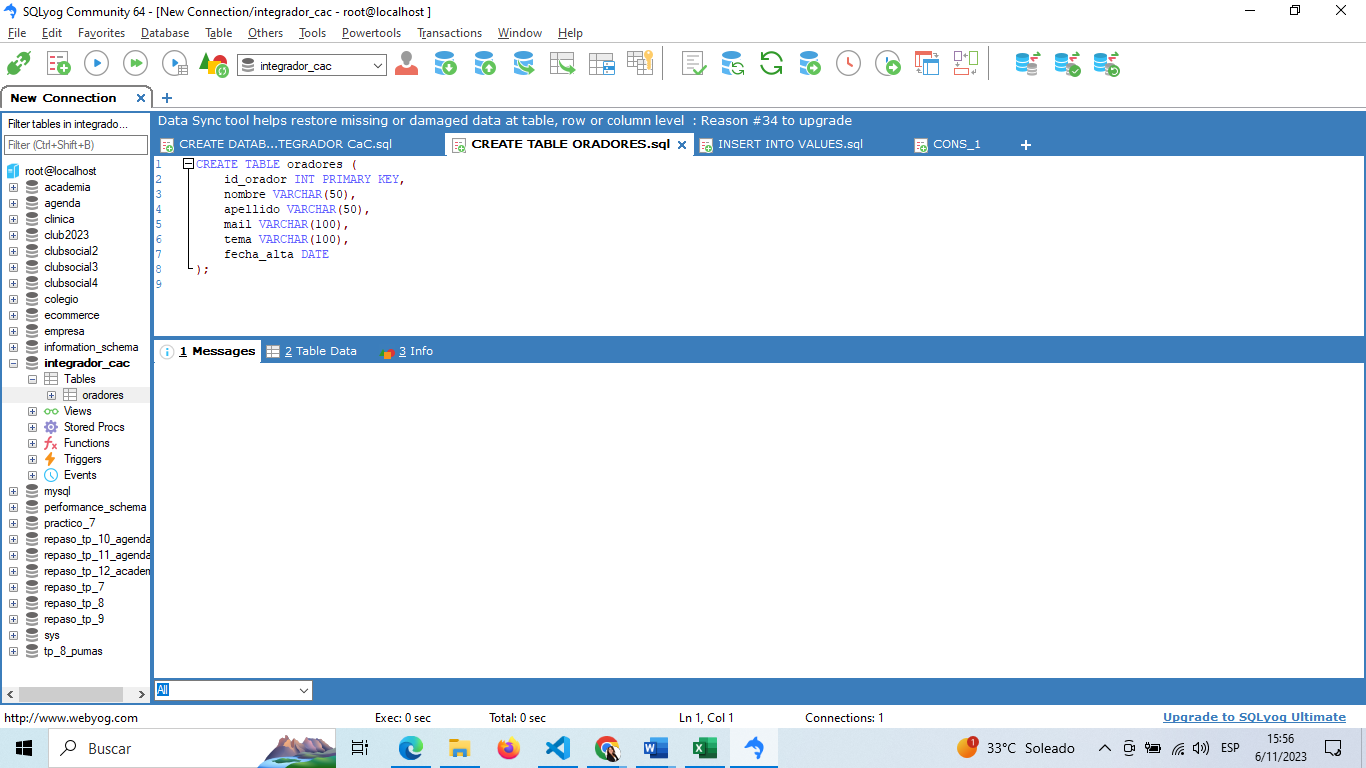 SQLyog Community 64 - [New Connection/integrador_cac - root@localhost ]
File Edit Favorites Database Table Others Tools Powertools Transactions Window Help
integrador_cac
New Connection
Filter tables in integrado...
Filter (Ctrl+Shift+B)
root@localhost
academia
agenda
clinica
club2023
clubsocial2
clubsocial3
clubsocial4
colegio
ecommerce
empresa
information_schema
integrador_cac
Tables
oradores
Views
Stored Procs
Functions
Triggers
Events
mysql
performance_schema
practico_7
repaso_tp_10_agenda
repaso_tp_11_agenda
repaso_tp_12_academ
repaso_tp_7
repaso_tp_8
repaso_tp_9
sys
tp_8_pumas
Data Sync tool helps restore missing or damaged data at table, row or column level : Reason #34 to upgrade
CREATE DATAB...TEGRADOR CaC.sql CREATE TABLE ORADORES.sql INSERT INTO VALUES.sql CONS_1
1 CREATE TABLE oradores (
2 id_orador INT PRIMARY KEY,
3 nombre VARCHAR(50),
4 apellido VARCHAR(50),
5 mail VARCHAR(100),
6 tema VARCHAR(100),
7 fecha_alta DATE
8 );
9
1 Messages 2 Table Data 3 Info
All
http://www.webyog.com Exec: 0 sec Total: 0 sec Ln 1, Col 1 Connections: 1 Upgrade to SQLyog Ultimate
Buscar 1 33°C Soleado ESP 15:56
6/11/2023